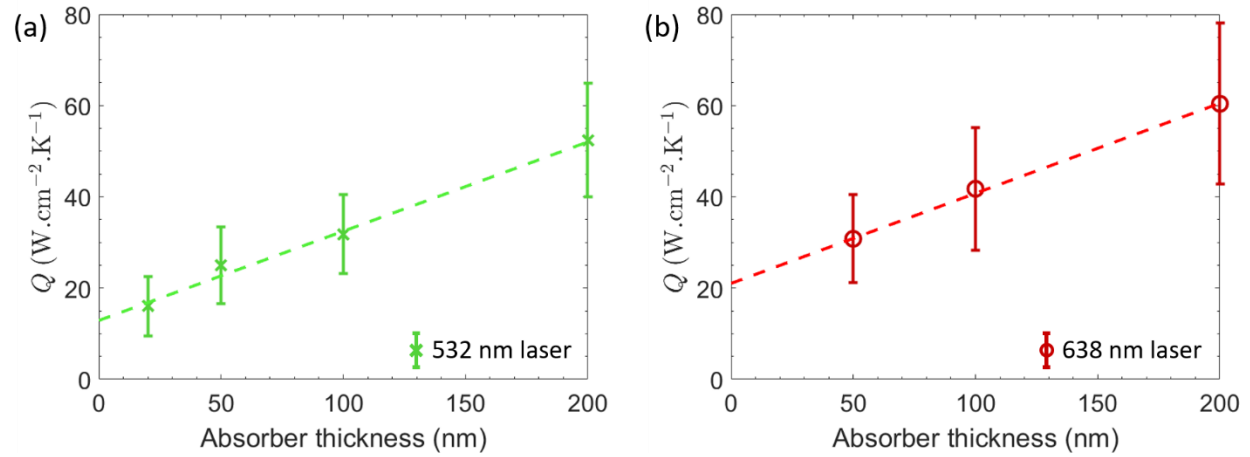 (a)
80
60
40
20
0
Q (W.cm⁻².K⁻¹)
0 50 100 150 200
Absorber thickness (nm)
532 nm laser
(b)
80
60
40
20
0
Q (W.cm⁻².K⁻¹)
0 50 100 150 200
Absorber thickness (nm)
638 nm laser